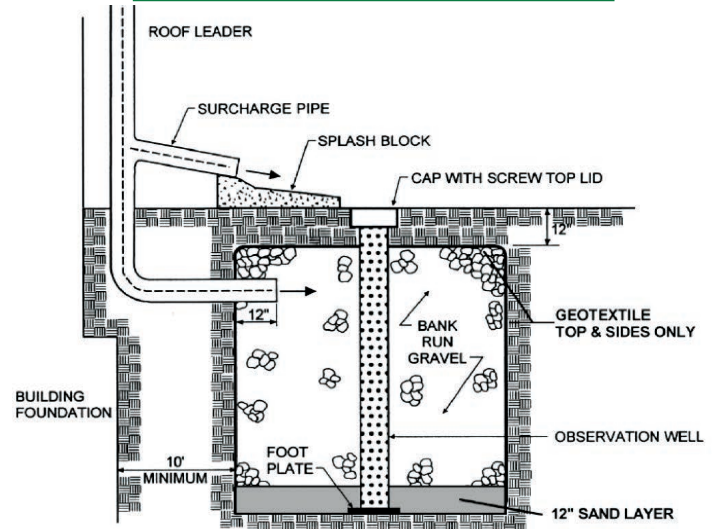 ROOF LEADER
SURCHARGE PIPE
SPLASH BLOCK
CAP WITH SCREW TOP LID
12"
12"
GEOTEXTILE
TOP & SIDES ONLY
BANK
RUN
GRAVEL
BUILDING
FOUNDATION
10'
MINIMUM
FOOT
PLATE
OBSERVATION WELL
12" SAND LAYER